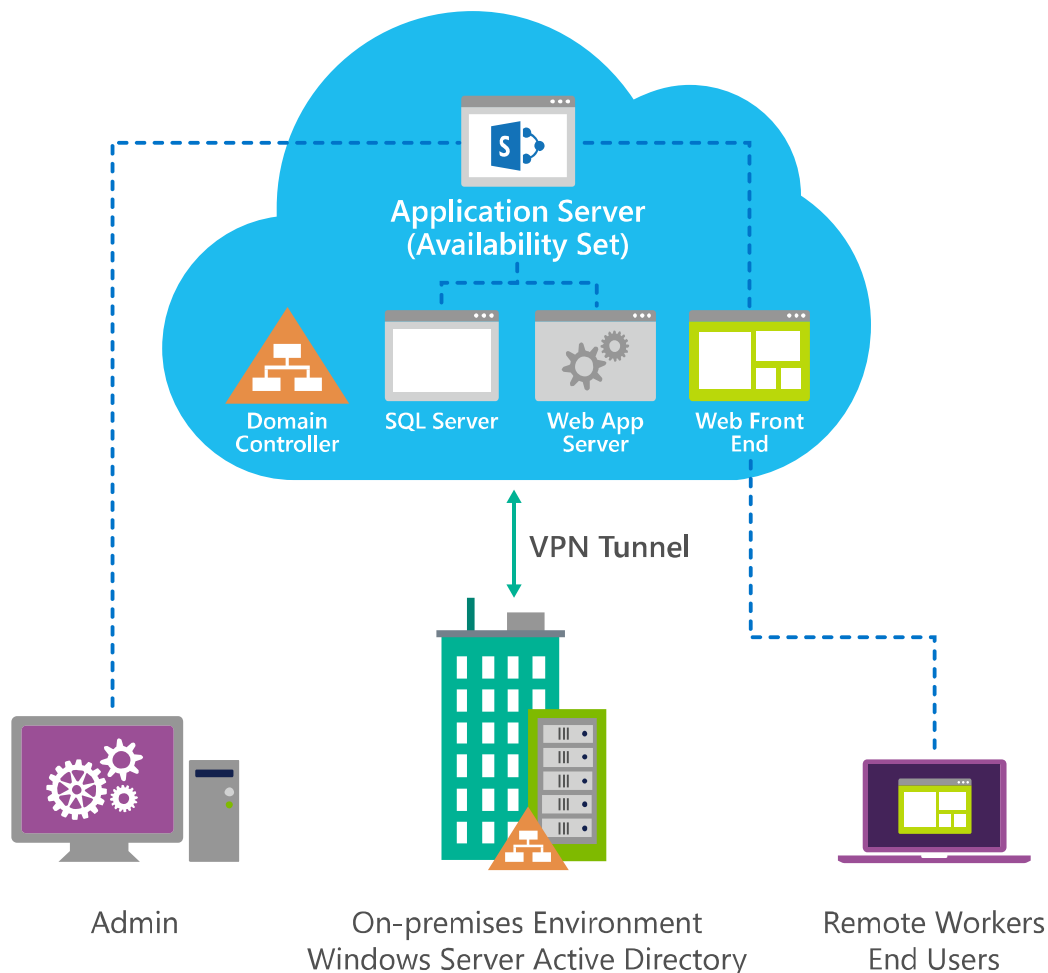 S
Application Server
(Availability Set)
Domain
Controller
SQL Server
Web App
Server
Web Front
End
VPN Tunnel
Admin
On-premises Environment
Windows Server Active Directory
Remote Workers
End Users